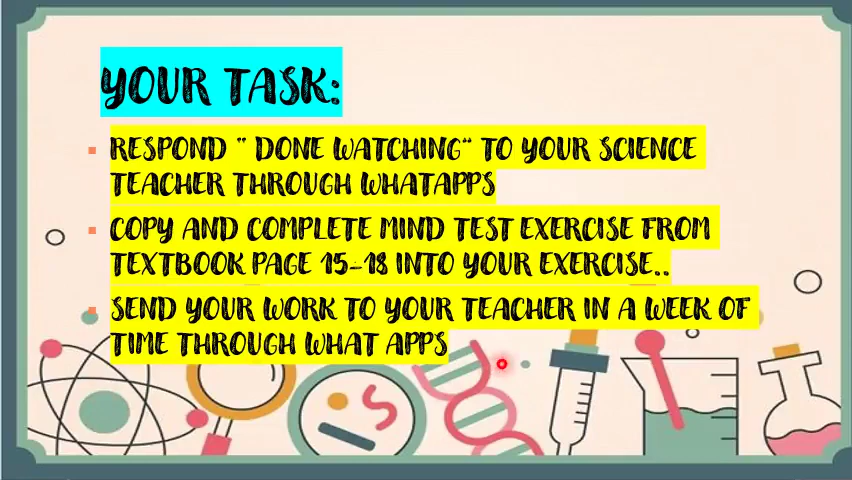 YOUR TASK:
RESPOND " DONE WATCHING" TO YOUR SCIENCE
TEACHER THROUGH WHATAPPS
COPY AND COMPLETE MIND TEST EXERCISE FROM
TEXTBOOK PAGE 15-18 INTO YOUR EXERCISE..
SEND YOUR WORK TO YOUR TEACHER IN A WEEK OF
TIME THROUGH WHAT APPS